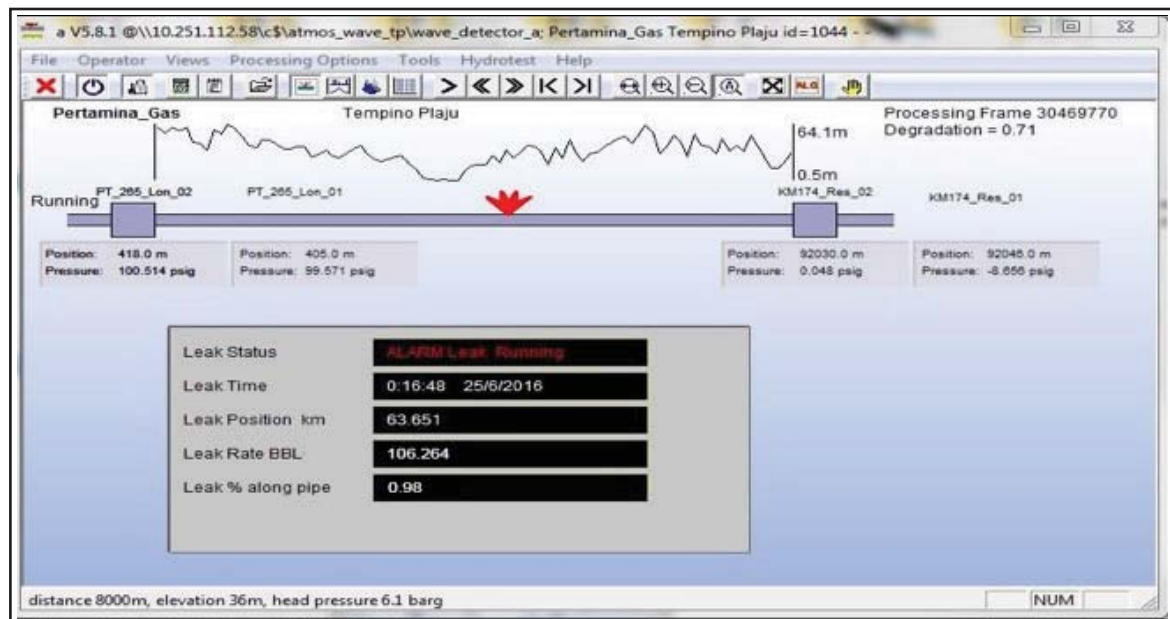 a V5.8.1 @\\10.251.112.58\c$\atmos_wave_tp\wave_detector_a; Pertamina_Gas Tempino Plaju id=1044 - -
File Operator Views Processing Options Tools Hydrotest Help
Pertamina_Gas Tempino Plaju Processing Frame 30469770
64.1m Degradation = 0.71
0.5m
Running PT_265_Lon_02 PT_265_Lon_01 KM174_Res_02 KM174_Res_01
Position: 418.0 m Position: 405.0 m Position: 92030.0 m Position: 92046.0 m
Pressure: 100.514 psig Pressure: 99.571 psig Pressure: 0.048 psig Pressure: -8.656 psig
Leak Status ALARM Leak Running
Leak Time 0:16:48 25/6/2016
Leak Position km 63.651
Leak Rate BBL 106.264
Leak % along pipe 0.98
distance 8000m, elevation 36m, head pressure 6.1 barg NUM